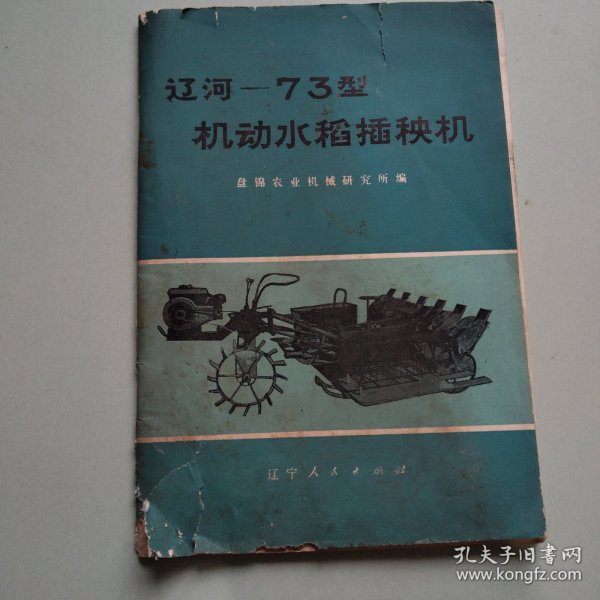 辽河—73型
机动水稻插秧机
盘锦农业机械研究所编
辽宁人民出版社
孔夫子旧书网
www.kongfz.com